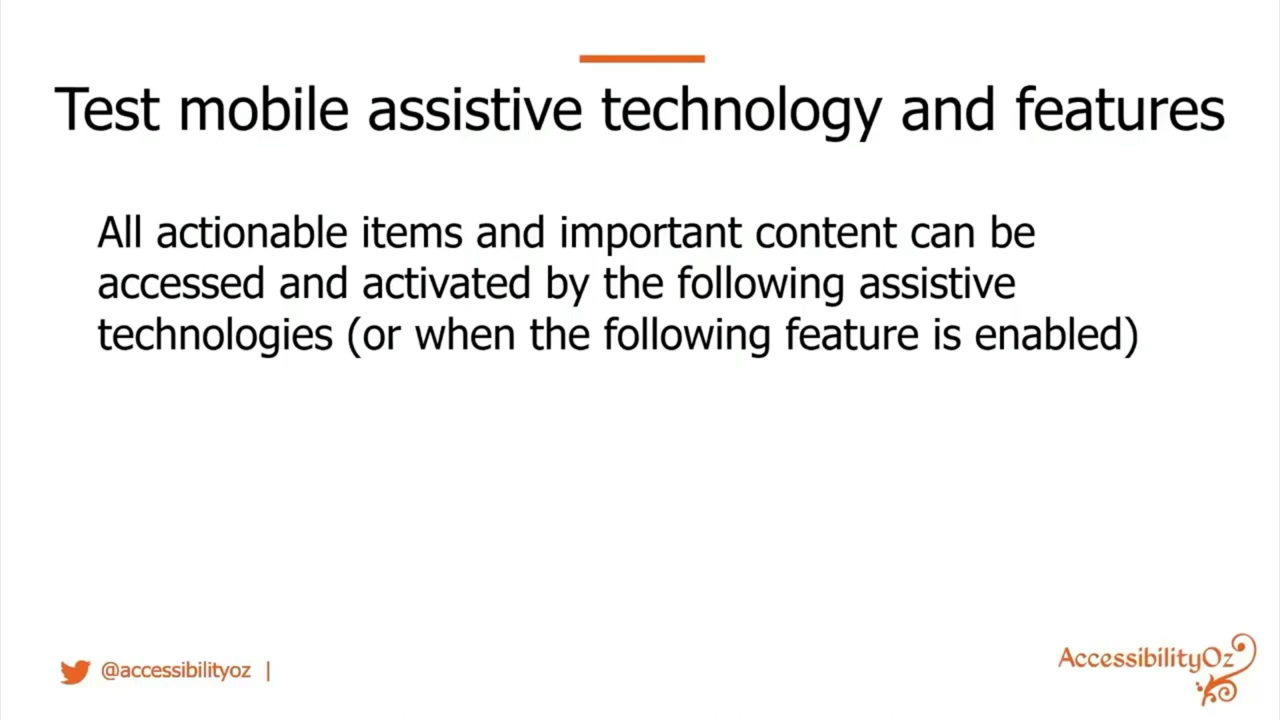 Test mobile assistive technology and features
All actionable items and important content can be
accessed and activated by the following assistive
technologies (or when the following feature is enabled)
@accessibilityoz |
AccessibilityOz